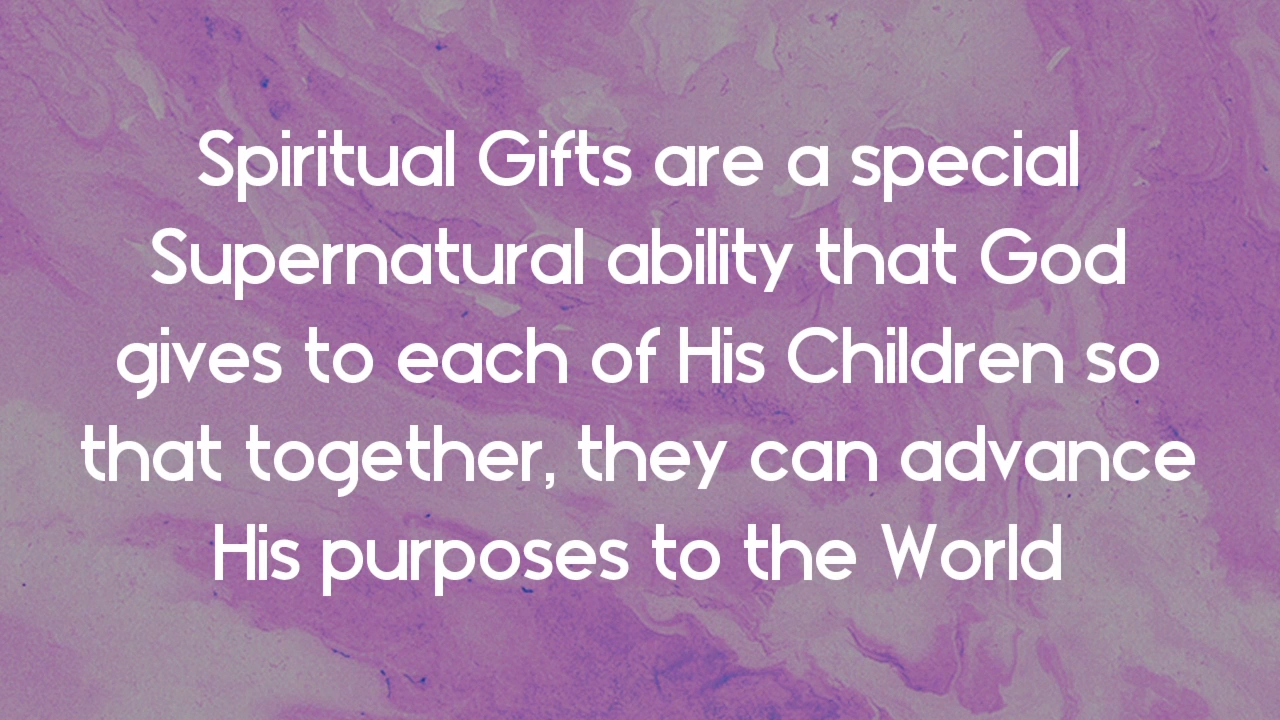 Spiritual Gifts are a special
Supernatural ability that God
gives to each of His Children so
that together, they can advance
His purposes to the World